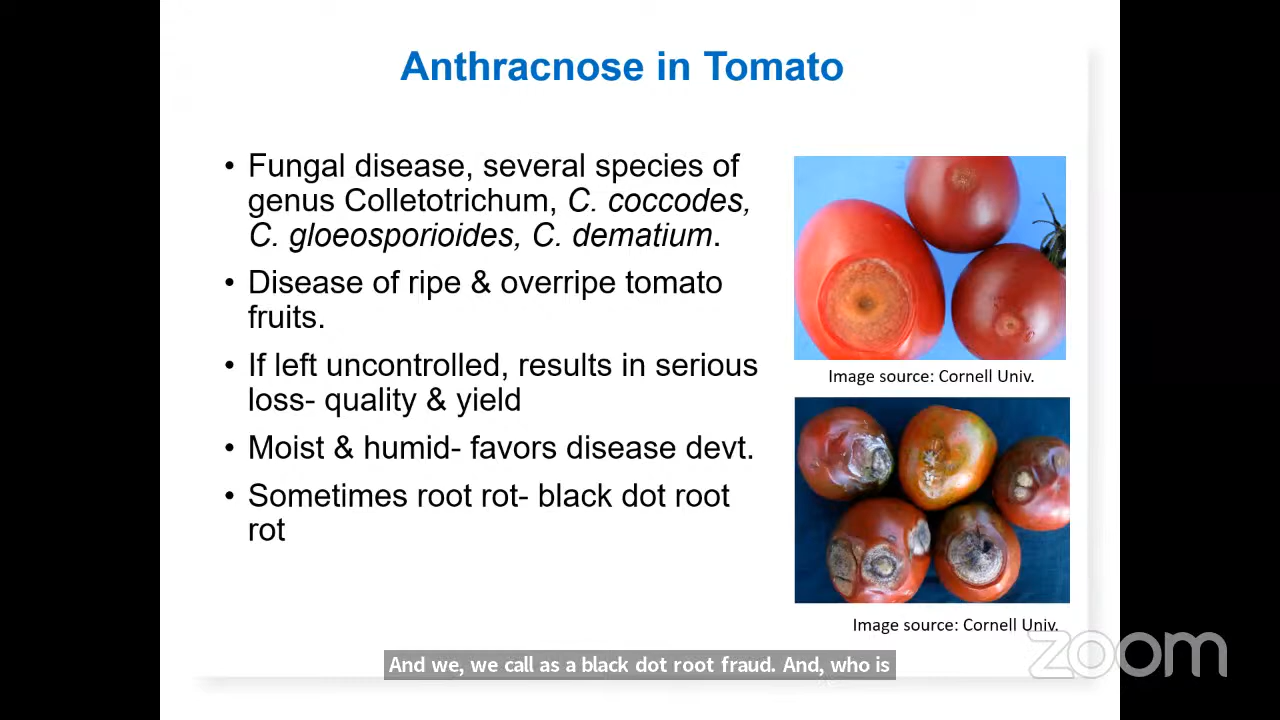 Anthracnose in Tomato
• Fungal disease, several species of
genus Colletotrichum, C. coccodes,
C. gloeosporioides, C. dematium.
• Disease of ripe & overripe tomato
fruits.
• If left uncontrolled, results in serious
loss- quality & yield
• Moist & humid- favors disease devt.
• Sometimes root rot- black dot root
rot
Image source: Cornell Univ.
Image source: Cornell Univ.
And we, we call as a black dot root fraud. And, who is
zoom